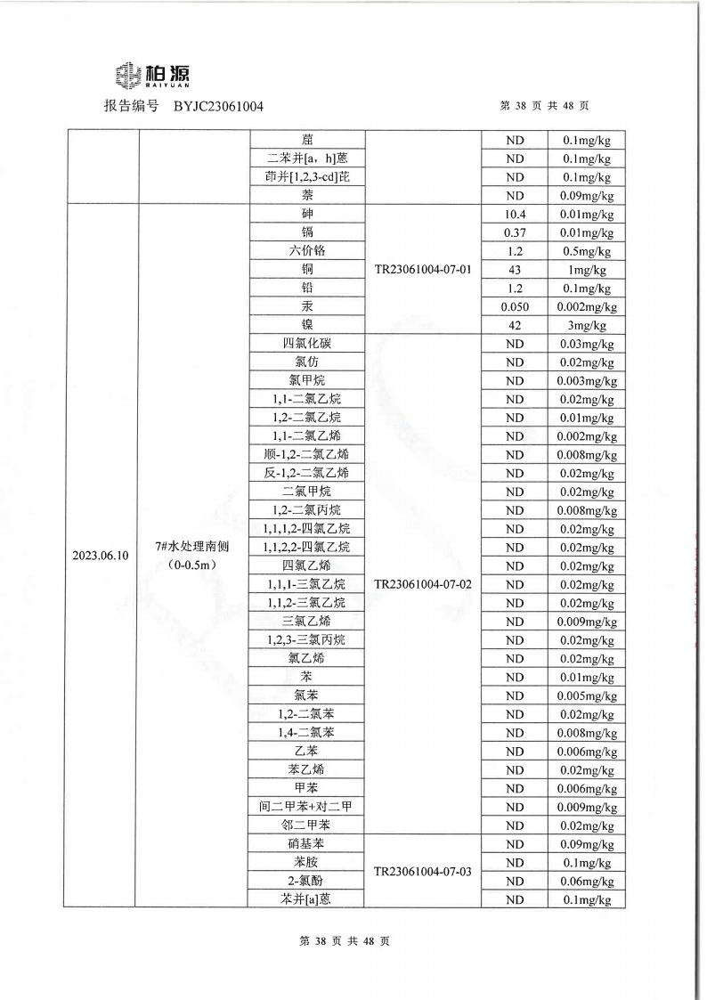 柏源
BAIYUAN
报告编号 BYJC23061004
第 38 页 共 48 页
䓛 ND 0.1mg/kg
二苯并[a，h]蒽 ND 0.1mg/kg
茚并[1,2,3-cd]芘 ND 0.1mg/kg
萘 ND 0.09mg/kg
2023.06.10
7#水处理南侧
（0-0.5m）
TR23061004-07-01
砷 10.4 0.01mg/kg
镉 0.37 0.01mg/kg
六价铬 1.2 0.5mg/kg
铜 43 1mg/kg
铅 1.2 0.1mg/kg
汞 0.050 0.002mg/kg
镍 42 3mg/kg
TR23061004-07-02
四氯化碳 ND 0.03mg/kg
氯仿 ND 0.02mg/kg
氯甲烷 ND 0.003mg/kg
1,1-二氯乙烷 ND 0.02mg/kg
1,2-二氯乙烷 ND 0.01mg/kg
1,1-二氯乙烯 ND 0.002mg/kg
顺-1,2-二氯乙烯 ND 0.008mg/kg
反-1,2-二氯乙烯 ND 0.02mg/kg
二氯甲烷 ND 0.02mg/kg
1,2-二氯丙烷 ND 0.008mg/kg
1,1,1,2-四氯乙烷 ND 0.02mg/kg
1,1,2,2-四氯乙烷 ND 0.02mg/kg
四氯乙烯 ND 0.02mg/kg
1,1,1-三氯乙烷 ND 0.02mg/kg
1,1,2-三氯乙烷 ND 0.02mg/kg
三氯乙烯 ND 0.009mg/kg
1,2,3-三氯丙烷 ND 0.02mg/kg
氯乙烯 ND 0.02mg/kg
苯 ND 0.01mg/kg
氯苯 ND 0.005mg/kg
1,2-二氯苯 ND 0.02mg/kg
1,4-二氯苯 ND 0.008mg/kg
乙苯 ND 0.006mg/kg
苯乙烯 ND 0.02mg/kg
甲苯 ND 0.006mg/kg
间二甲苯+对二甲 ND 0.009mg/kg
邻二甲苯 ND 0.02mg/kg
TR23061004-07-03
硝基苯 ND 0.09mg/kg
苯胺 ND 0.1mg/kg
2-氯酚 ND 0.06mg/kg
苯并[a]蒽 ND 0.1mg/kg
第 38 页 共 48 页